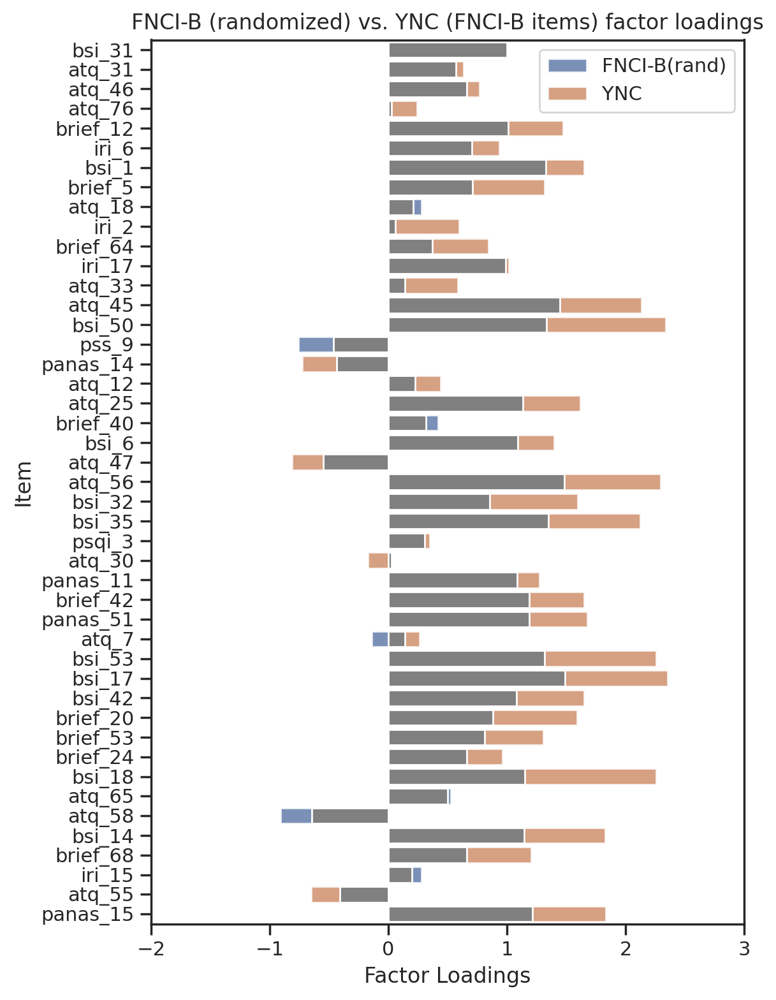 FNCI-B (randomized) vs. YNC (FNCI-B items) factor loadings
bsi_31
atq_31
atq_46
atq_76
brief_12
iri_6
bsi_1
brief_5
atq_18
iri_2
brief_64
iri_17
atq_33
atq_45
bsi_50
pss_9
panas_14
atq_12
atq_25
brief_40
bsi_6
atq_47
atq_56
bsi_32
bsi_35
psqi_3
atq_30
panas_11
brief_42
panas_51
atq_7
bsi_53
bsi_17
bsi_42
brief_20
brief_53
brief_24
bsi_18
atq_65
atq_58
bsi_14
brief_68
iri_15
atq_55
panas_15
Item
FNCI-B(rand)
YNC
−2 −1 0 1 2 3
Factor Loadings